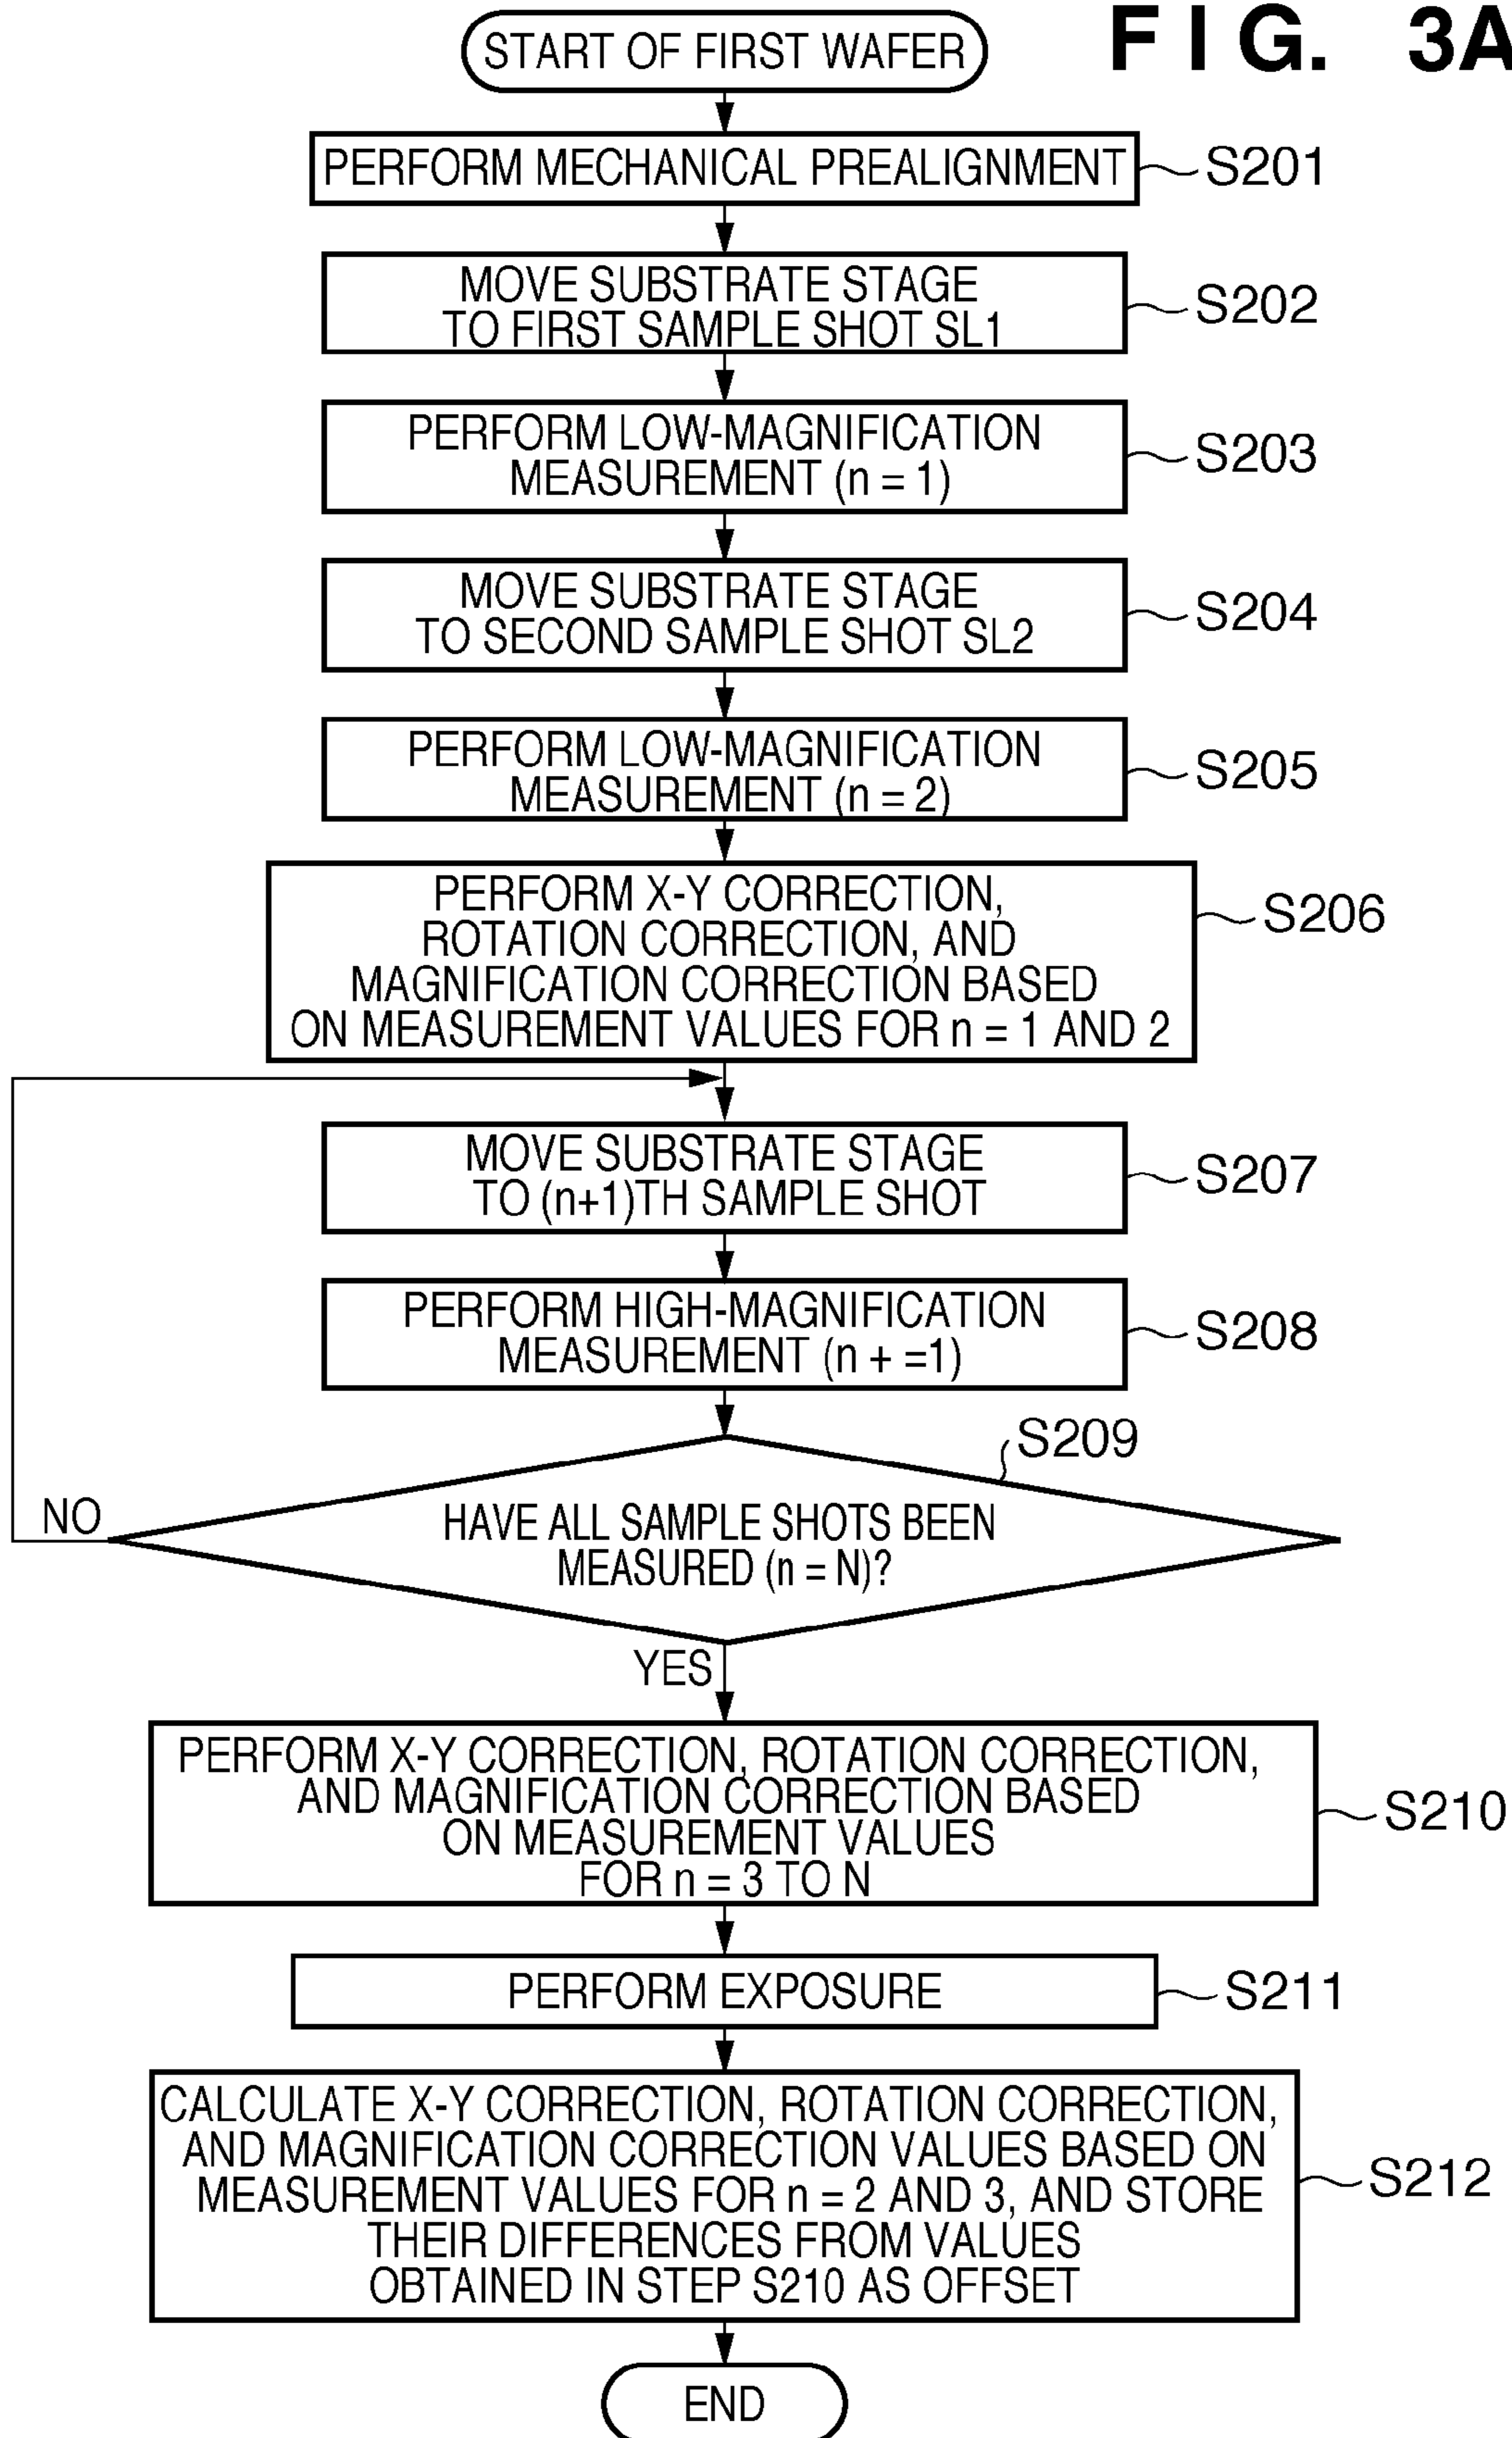 FIG. 3A
START OF FIRST WAFER
PERFORM MECHANICAL PREALIGNMENT
S201
MOVE SUBSTRATE STAGE
TO FIRST SAMPLE SHOT SL1
S202
PERFORM LOW-MAGNIFICATION
MEASUREMENT (n = 1)
S203
MOVE SUBSTRATE STAGE
TO SECOND SAMPLE SHOT SL2
S204
PERFORM LOW-MAGNIFICATION
MEASUREMENT (n = 2)
S205
PERFORM X-Y CORRECTION,
ROTATION CORRECTION, AND
MAGNIFICATION CORRECTION BASED
ON MEASUREMENT VALUES FOR n = 1 AND 2
S206
MOVE SUBSTRATE STAGE
TO (n+1)TH SAMPLE SHOT
S207
PERFORM HIGH-MAGNIFICATION
MEASUREMENT (n + =1)
S208
S209
HAVE ALL SAMPLE SHOTS BEEN
MEASURED (n = N)?
NO
YES
PERFORM X-Y CORRECTION, ROTATION CORRECTION,
AND MAGNIFICATION CORRECTION BASED
ON MEASUREMENT VALUES
FOR n = 3 TO N
S210
PERFORM EXPOSURE
S211
CALCULATE X-Y CORRECTION, ROTATION CORRECTION,
AND MAGNIFICATION CORRECTION VALUES BASED ON
MEASUREMENT VALUES FOR n = 2 AND 3, AND STORE
THEIR DIFFERENCES FROM VALUES
OBTAINED IN STEP S210 AS OFFSET
S212
END